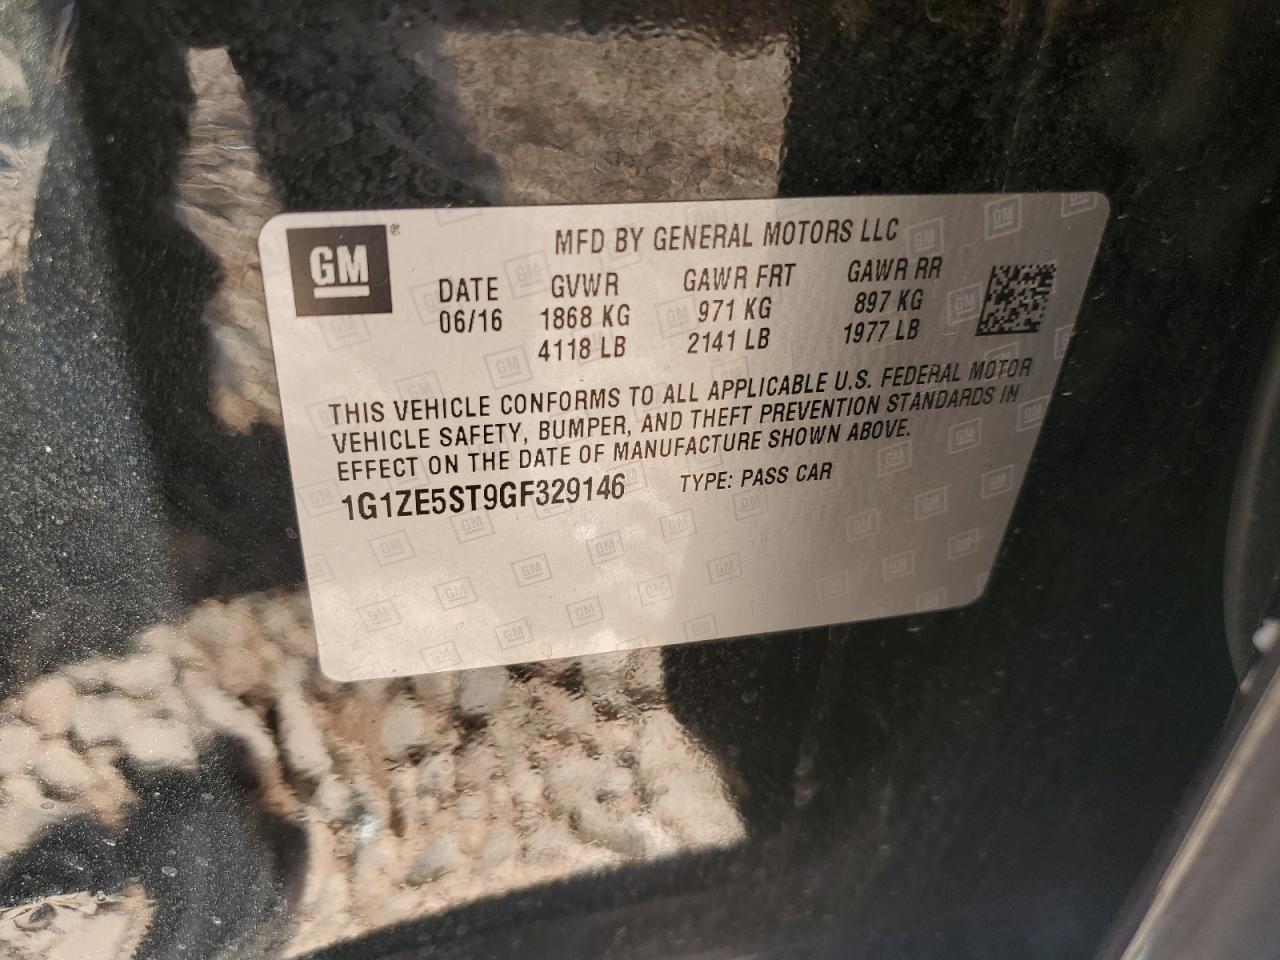 GM ®
MFD BY GENERAL MOTORS LLC
DATE GVWR GAWR FRT GAWR RR
06/16 1868 KG 971 KG 897 KG
4118 LB 2141 LB 1977 LB
THIS VEHICLE CONFORMS TO ALL APPLICABLE U.S. FEDERAL MOTOR
VEHICLE SAFETY, BUMPER, AND THEFT PREVENTION STANDARDS IN
EFFECT ON THE DATE OF MANUFACTURE SHOWN ABOVE.
1G1ZE5ST9GF329146 TYPE: PASS CAR